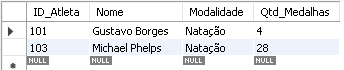 ID_Atleta Nome Modalidade Qtd_Medalhas
101 Gustavo Borges Natação 4
103 Michael Phelps Natação 28
NULL NULL NULL NULL